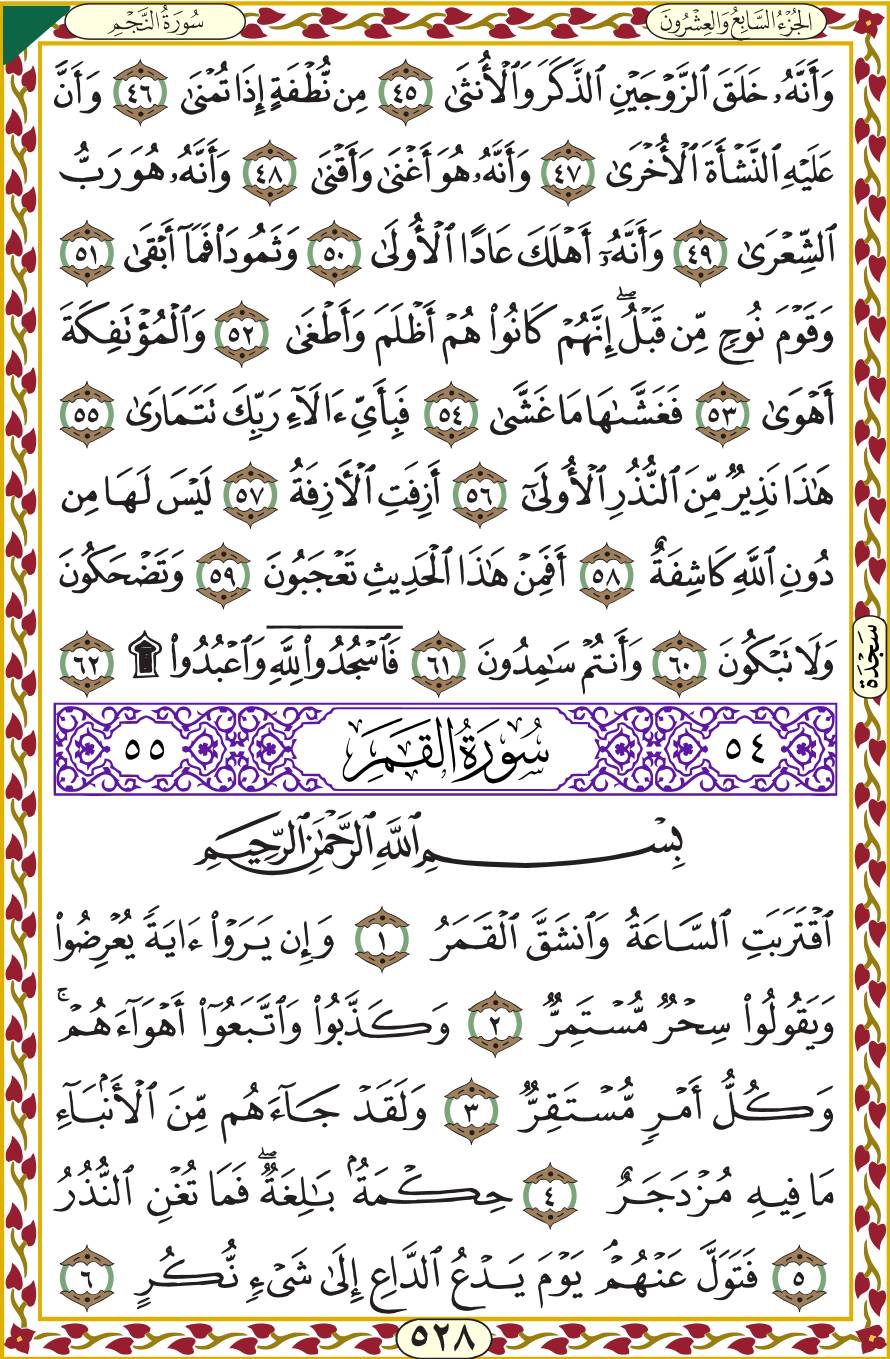 الجُزْءُ السَّابِعُ وَالعِشْرُونَ
سُورَةُ النَّجْمِ
وَأَنَّهُۥ خَلَقَ ٱلزَّوْجَيْنِ ٱلذَّكَرَ وَٱلْأُنثَىٰ ٤٥ مِن نُّطْفَةٍ إِذَا تُمْنَىٰ ٤٦ وَأَنَّ
عَلَيْهِ ٱلنَّشْأَةَ ٱلْأُخْرَىٰ ٤٧ وَأَنَّهُۥ هُوَ أَغْنَىٰ وَأَقْنَىٰ ٤٨ وَأَنَّهُۥ هُوَ رَبُّ
ٱلشِّعْرَىٰ ٤٩ وَأَنَّهُۥٓ أَهْلَكَ عَادًا ٱلْأُولَىٰ ٥٠ وَثَمُودَا۟ فَمَآ أَبْقَىٰ ٥١
وَقَوْمَ نُوحٍ مِّن قَبْلُ ۖ إِنَّهُمْ كَانُوا۟ هُمْ أَظْلَمَ وَأَطْغَىٰ ٥٢ وَٱلْمُؤْتَفِكَةَ
أَهْوَىٰ ٥٣ فَغَشَّىٰهَا مَا غَشَّىٰ ٥٤ فَبِأَىِّ ءَالَآءِ رَبِّكَ تَتَمَارَىٰ ٥٥
هَٰذَا نَذِيرٌ مِّنَ ٱلنُّذُرِ ٱلْأُولَىٰٓ ٥٦ أَزِفَتِ ٱلْـَٔازِفَةُ ٥٧ لَيْسَ لَهَا مِن
دُونِ ٱللَّهِ كَاشِفَةٌ ٥٨ أَفَمِنْ هَٰذَا ٱلْحَدِيثِ تَعْجَبُونَ ٥٩ وَتَضْحَكُونَ
وَلَا تَبْكُونَ ٦٠ وَأَنتُمْ سَٰمِدُونَ ٦١ فَٱسْجُدُوا۟ لِلَّهِ وَٱعْبُدُوا۟ ۩ ٦٢
سَجْدَة
٥٤ سُورَةُ القَمَرِ ٥٥
بِسْمِ ٱللَّهِ ٱلرَّحْمَٰنِ ٱلرَّحِيمِ
ٱقْتَرَبَتِ ٱلسَّاعَةُ وَٱنشَقَّ ٱلْقَمَرُ ١ وَإِن يَرَوْا۟ ءَايَةً يُعْرِضُوا۟
وَيَقُولُوا۟ سِحْرٌ مُّسْتَمِرٌّ ٢ وَكَذَّبُوا۟ وَٱتَّبَعُوٓا۟ أَهْوَآءَهُمْ ۚ
وَكُلُّ أَمْرٍ مُّسْتَقِرٌّ ٣ وَلَقَدْ جَآءَهُم مِّنَ ٱلْأَنۢبَآءِ
مَا فِيهِ مُزْدَجَرٌ ٤ حِكْمَةٌۢ بَٰلِغَةٌ ۖ فَمَا تُغْنِ ٱلنُّذُرُ
٥ فَتَوَلَّ عَنْهُمْ ۘ يَوْمَ يَدْعُ ٱلدَّاعِ إِلَىٰ شَىْءٍ نُّكُرٍ ٦
٥٢٨